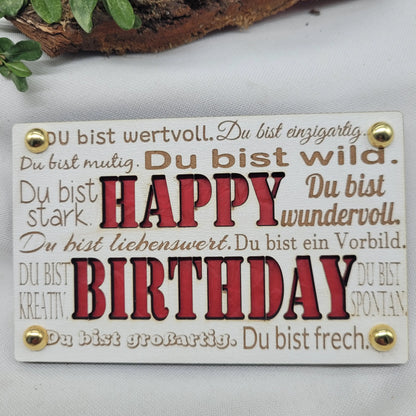 Du bist wertvoll. Du bist einzigartig.
Du bist mutig. Du bist wild.
Du bist stark.
HAPPY
Du bist wundervoll.
Du bist liebenswert. Du bist ein Vorbild.
DU BIST KREATIV.
BIRTHDAY
DU BIST SPONTAN.
Du bist großartig. Du bist frech.